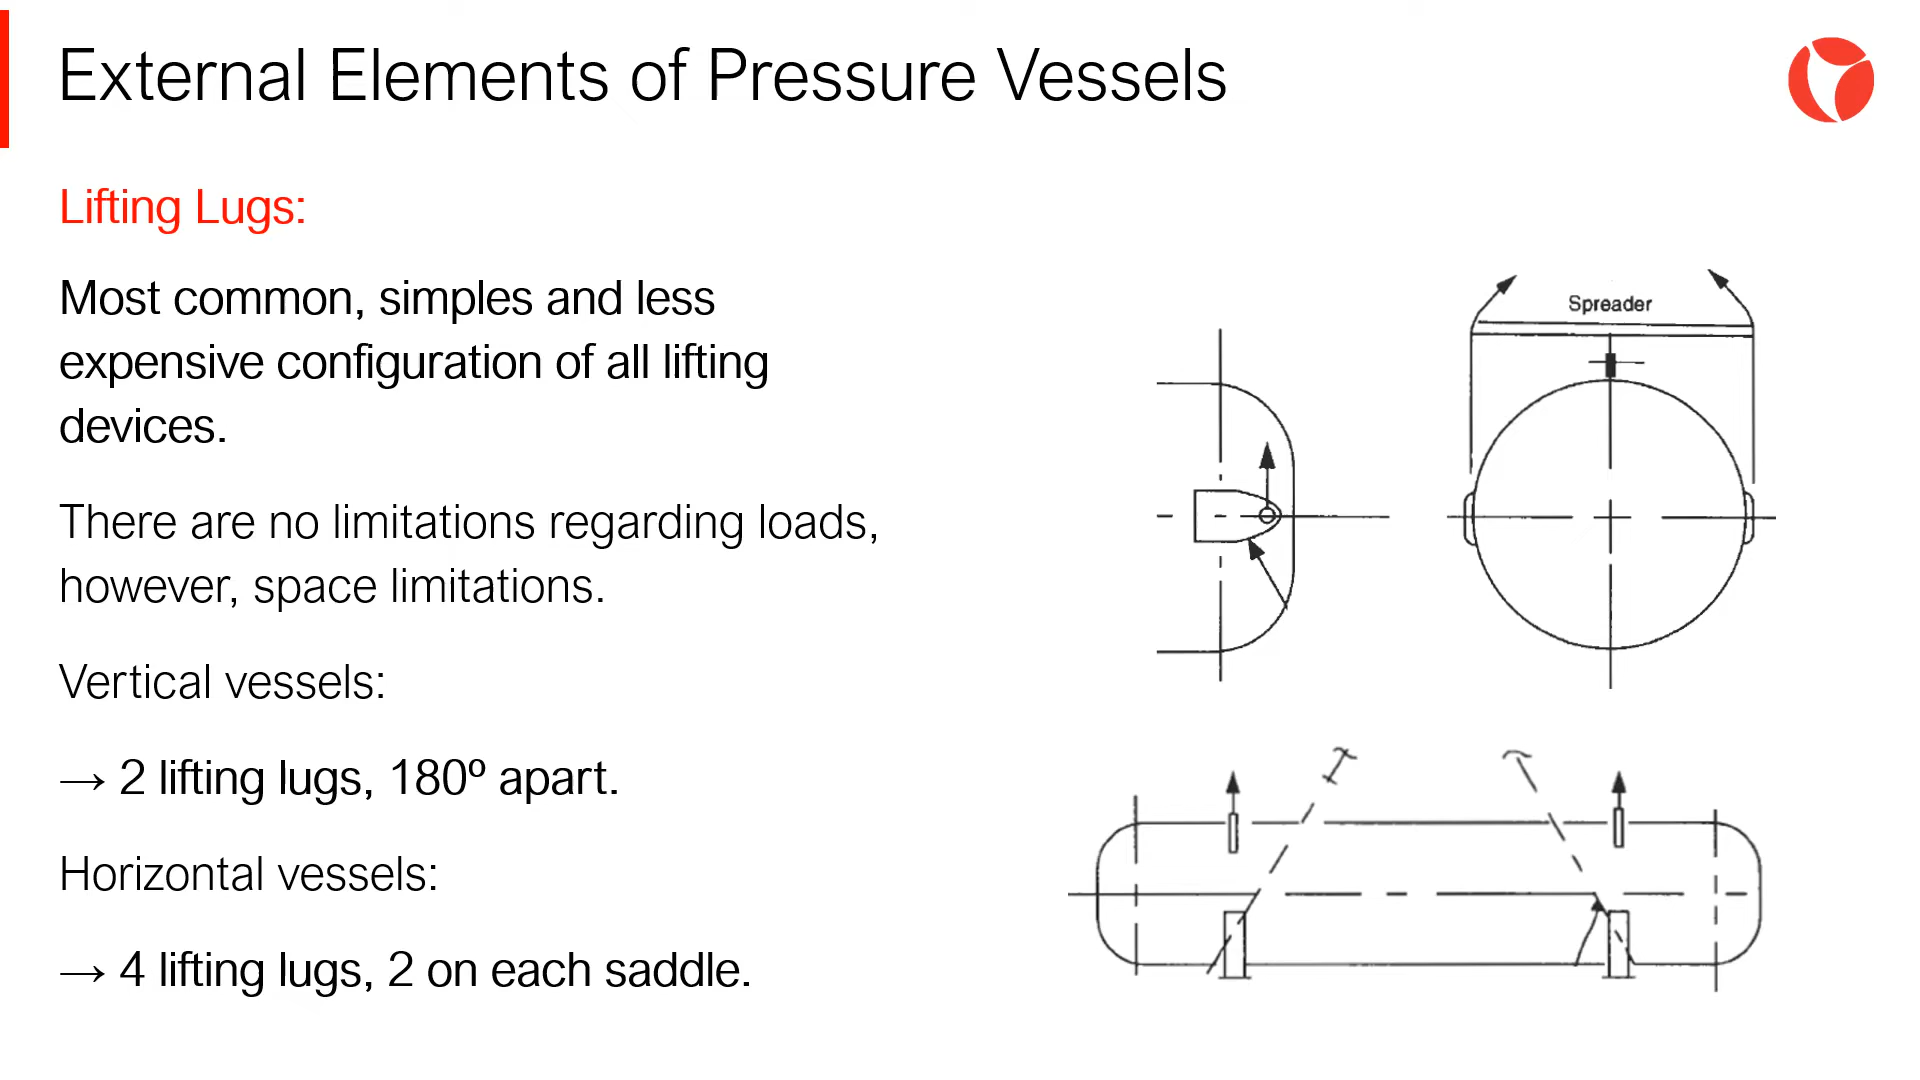 External Elements of Pressure Vessels
Lifting Lugs:
Most common, simples and less
expensive configuration of all lifting
devices.
There are no limitations regarding loads,
however, space limitations.
Vertical vessels:
→ 2 lifting lugs, 180º apart.
Horizontal vessels:
→ 4 lifting lugs, 2 on each saddle.
Spreader